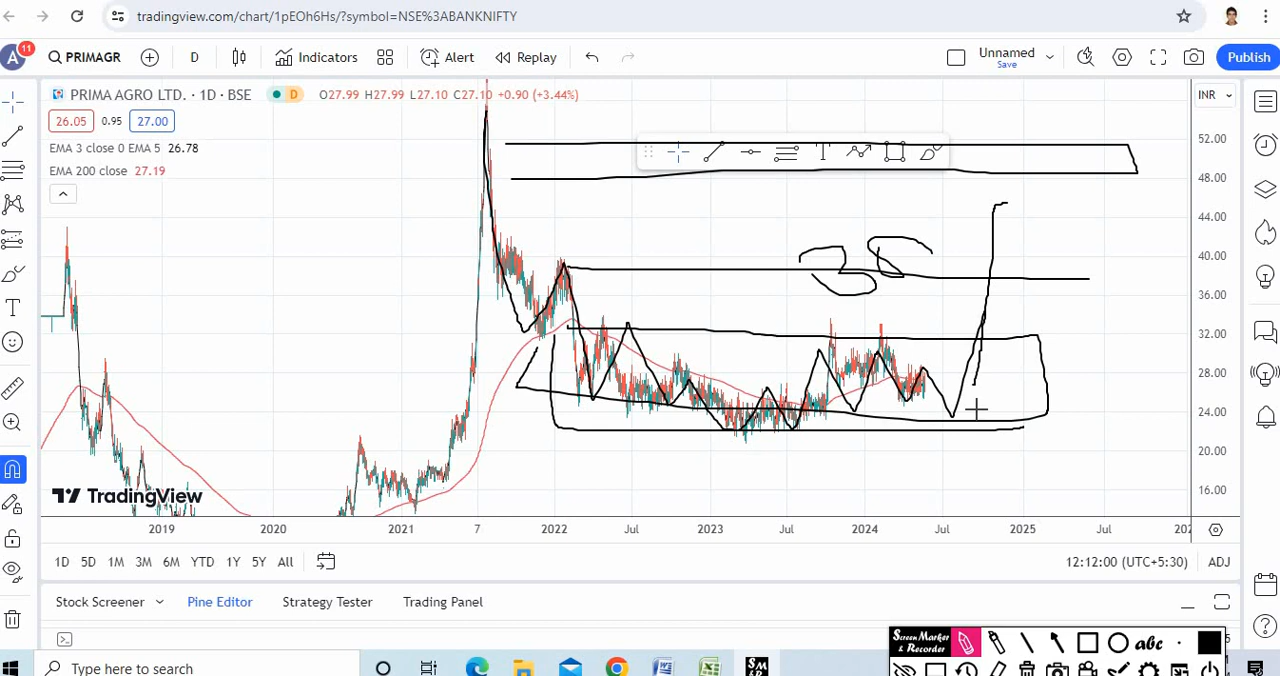 tradingview.com/chart/1pEOh6Hs/?symbol=NSE%3ABANKNIFTY
A 11 PRIMAGR D Indicators Alert Replay Unnamed Save Publish
PRIMA AGRO LTD. · 1D · BSE D O27.99 H27.99 L27.10 C27.10 +0.90 (+3.44%) INR
26.05 0.95 27.00
EMA 3 close 0 EMA 5 26.78
EMA 200 close 27.19
52.00
48.00
44.00
40.00
38
36.00
32.00
28.00
24.00
20.00
16.00
TradingView
2019 2020 2021 7 2022 Jul 2023 Jul 2024 Jul 2025 Jul
1D 5D 1M 3M 6M YTD 1Y 5Y All 12:12:00 (UTC+5:30) ADJ
Stock Screener Pine Editor Strategy Tester Trading Panel
Screen Marker & Recorder abc
Type here to search